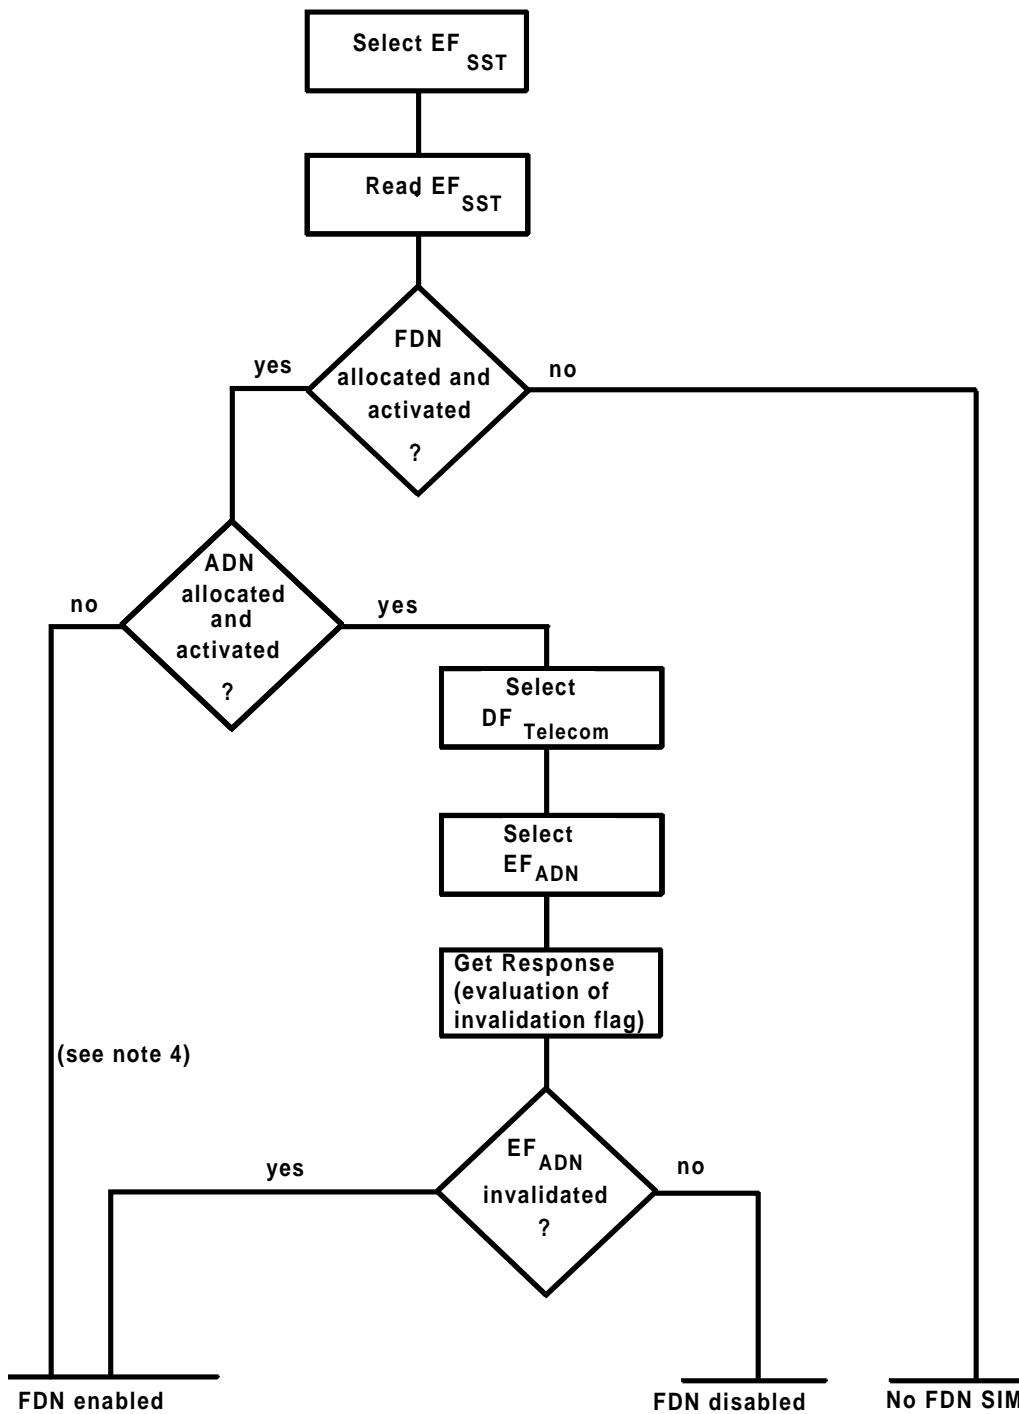 Select EF SST
Read EF SST
FDN
allocated and
activated
?
yes
no
ADN
allocated
and
activated
?
no
yes
Select
DF Telecom
Select
EF ADN
Get Response
(evaluation of
invalidation flag)
(see note 4)
EF ADN
invalidated
?
yes
no
FDN enabled
FDN disabled
No FDN SIM